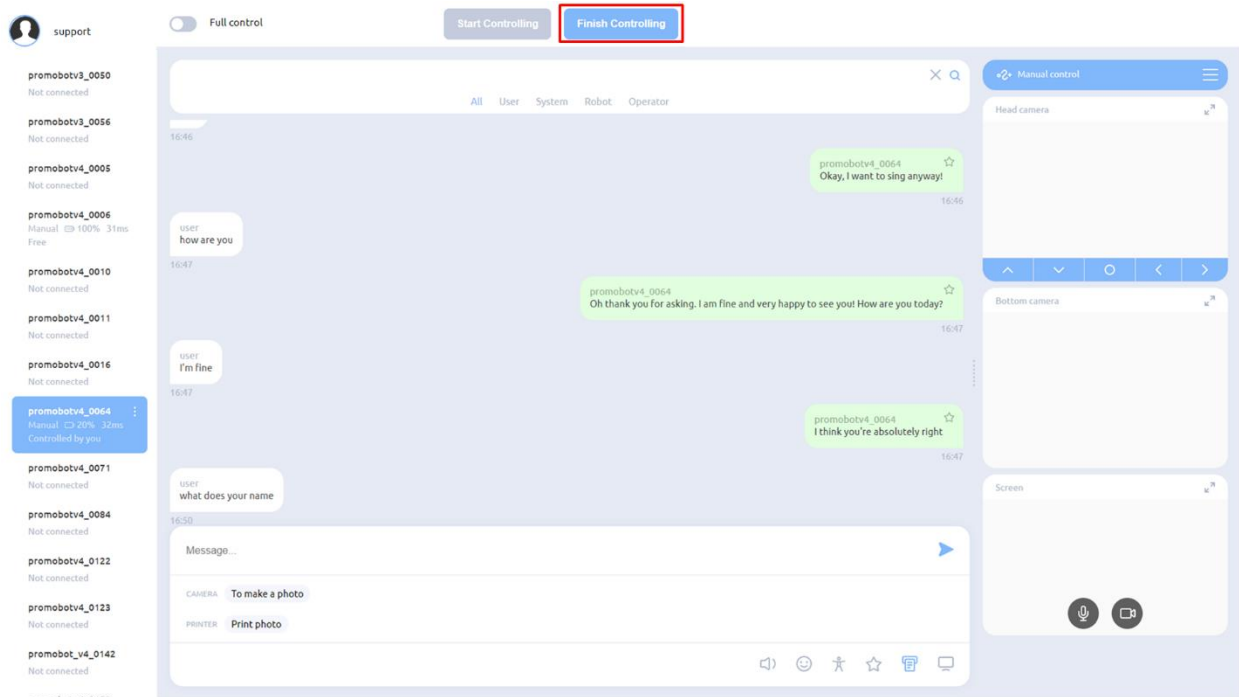 support
Full control
Start Controlling
Finish Controlling
promobotv3_0050
Not connected
promobotv3_0056
Not connected
promobotv4_0005
Not connected
promobotv4_0006
Manual 100% 31ms
Free
promobotv4_0010
Not connected
promobotv4_0011
Not connected
promobotv4_0016
Not connected
promobotv4_0064
Manual 20% 32ms
Controlled by you
promobotv4_0071
Not connected
promobotv4_0084
Not connected
promobotv4_0122
Not connected
promobotv4_0123
Not connected
promobot_v4_0142
Not connected
All User System Robot Operator
16:46
promobotv4_0064
Okay, I want to sing anyway!
16:46
user
how are you
16:47
promobotv4_0064
Oh thank you for asking. I am fine and very happy to see you! How are you today?
16:47
user
I'm fine
16:47
promobotv4_0064
I think you're absolutely right
16:47
user
what does your name
16:50
Message...
CAMERA To make a photo
PRINTER Print photo
Manual control
Head camera
Bottom camera
Screen